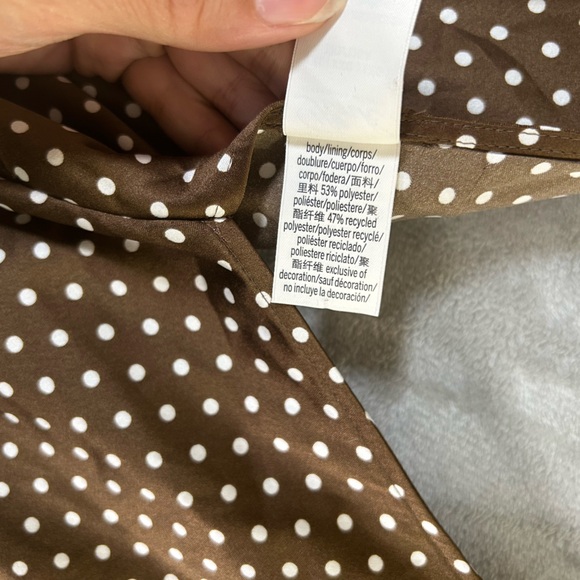 body/lining/corps/
doublure/cuerpo/forro/
corpo/fodera/面料/
里料 53% polyester/
poliéster/poliestere/聚
酯纤维 47% recycled
polyester/polyester recyclé/
poliéster reciclado/
poliestere riciclato/聚
酯纤维 exclusive of
decoration/sauf décoration/
no incluye la decoración/